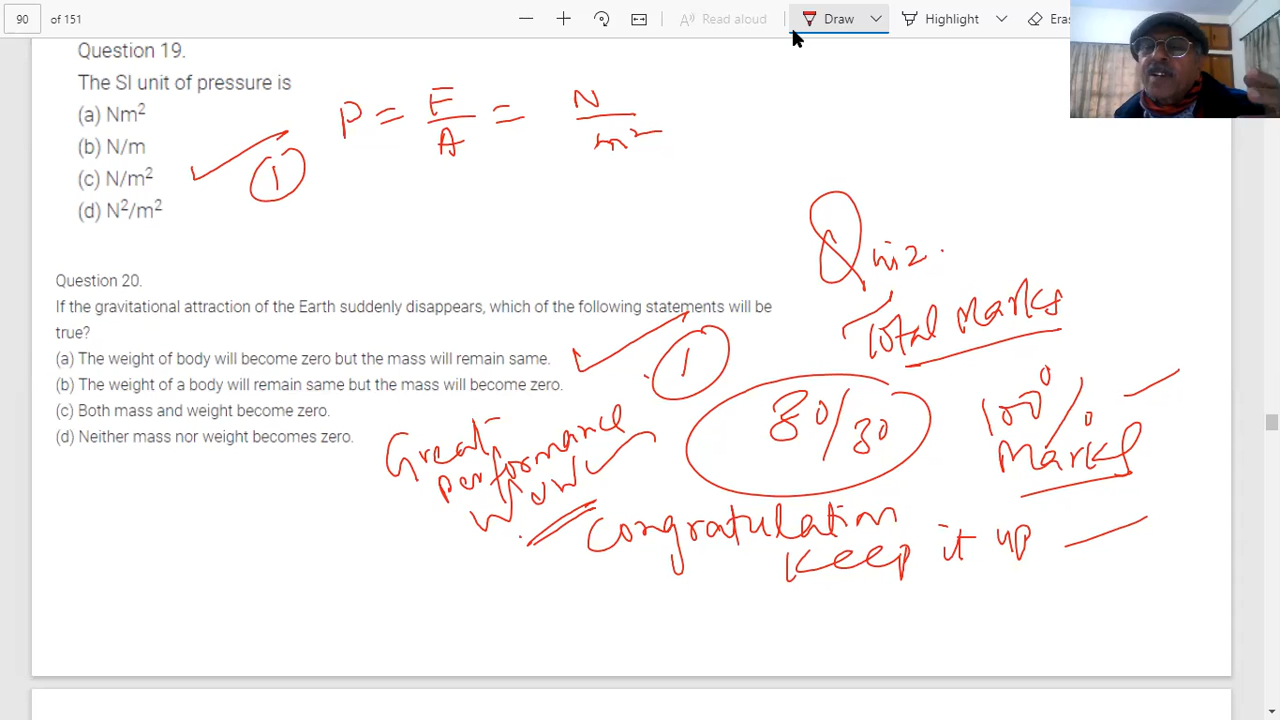 90 of 151 Read aloud Draw Highlight Eras
Question 19.
The SI unit of pressure is
(a) Nm²
(b) N/m
(c) N/m²
(d) N²/m²
①
P = F/A = N/m²
Question 20.
If the gravitational attraction of the Earth suddenly disappears, which of the following statements will be
true?
(a) The weight of body will become zero but the mass will remain same.
(b) The weight of a body will remain same but the mass will become zero.
(c) Both mass and weight become zero.
(d) Neither mass nor weight becomes zero.
①
Quiz.
Total Marks
30/30
100%
Marks
Great
performance
wow
Congratulation
Keep it up